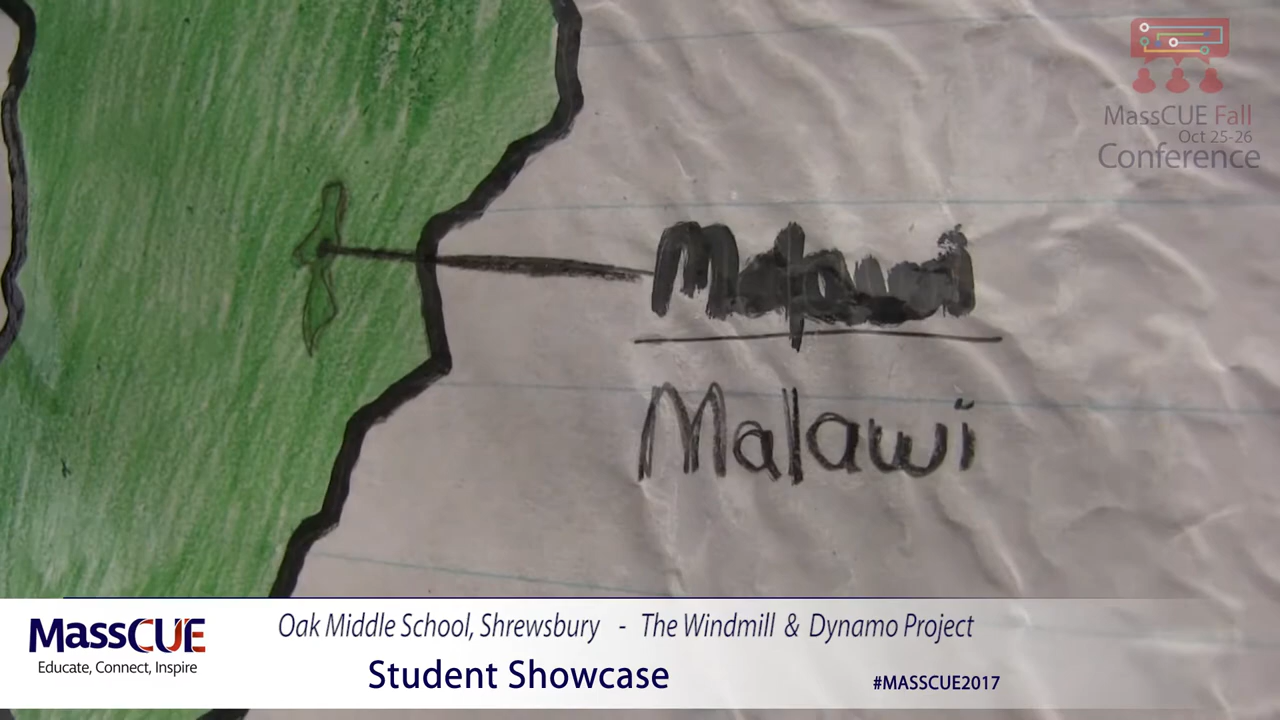 MassCUE Fall
Oct 25-26
Conference
Malawi
Malawi
MassCUE
Educate, Connect, Inspire
Oak Middle School, Shrewsbury - The Windmill & Dynamo Project
Student Showcase
#MASSCUE2017